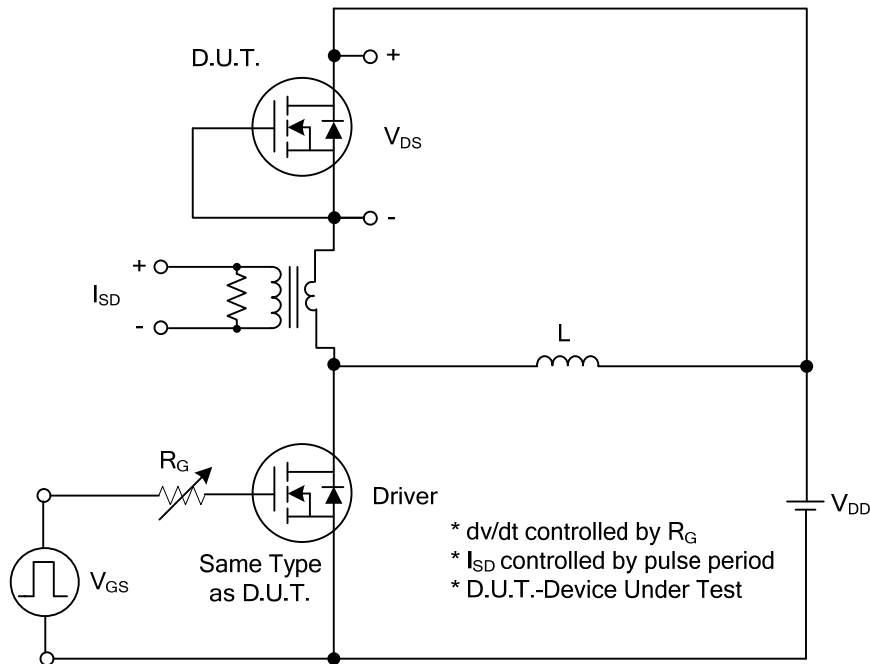 D.U.T.
+
VDS
-
+
ISD
-
L
RG
Driver
VDD
VGS
Same Type
as D.U.T.
* dv/dt controlled by RG
* ISD controlled by pulse period
* D.U.T.-Device Under Test